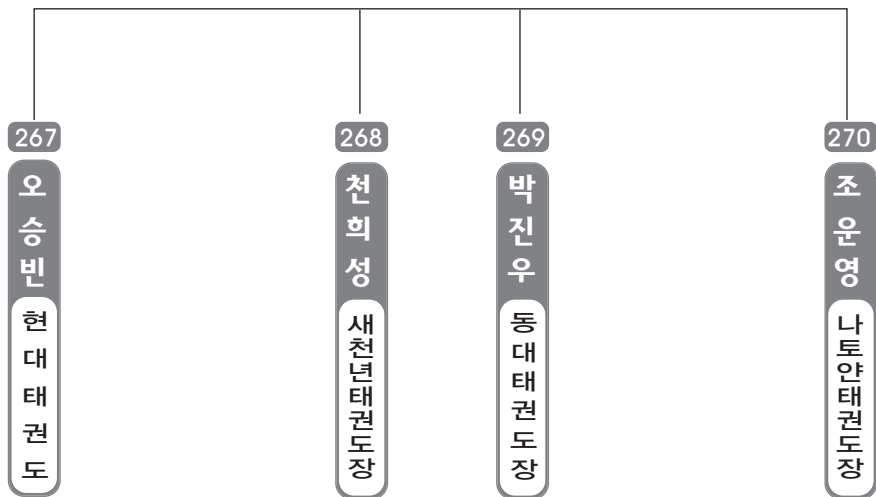 267
오승빈
현대태권도
268
천희성
새천년태권도장
269
박진우
동대태권도장
270
조운영
나토얀태권도장